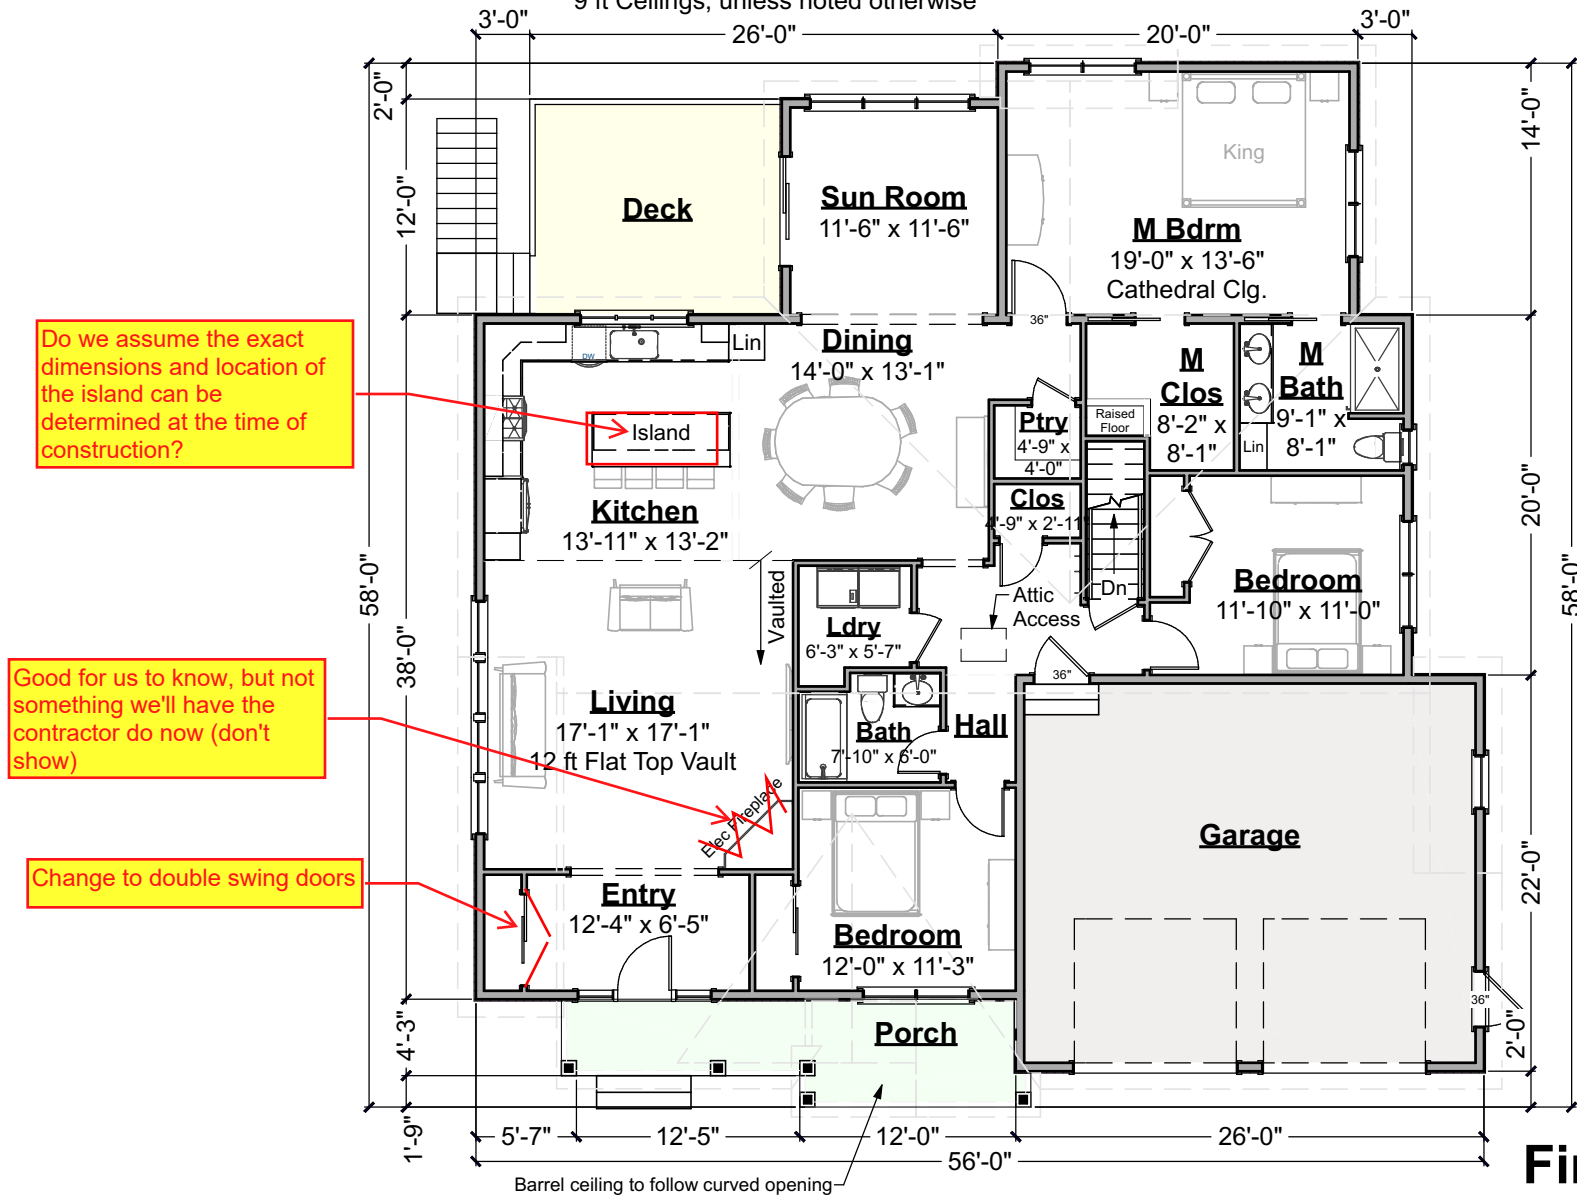 9 ft Ceilings, unless noted otherwise
3'-0"
26'-0"
20'-0"
3'-0"
2'-0"
12'-0"
58'-0"
38'-0"
4'-3"
1'-9"
14'-0"
20'-0"
58'-0"
22'-0"
2'-0"
Deck
Sun Room
11'-6" x 11'-6"
King
M Bdrm
19'-0" x 13'-6"
Cathedral Clg.
36"
Do we assume the exact
dimensions and location of
the island can be
determined at the time of
construction?
DW
Lin
Dining
14'-0" x 13'-1"
Island
Kitchen
13'-11" x 13'-2"
Ptry
4'-9" x
4'-0"
Raised
Floor
M
Clos
8'-2" x
8'-1"
M
Bath
9'-1" x
8'-1"
Lin
Clos
4'-9" x 2'-11"
Dn
Attic
Access
Bedroom
11'-10" x 11'-0"
Vaulted
Ldry
6'-3" x 5'-7"
36"
Good for us to know, but not
something we'll have the
contractor do now (don't
show)
Living
17'-1" x 17'-1"
12 ft Flat Top Vault
Bath
7'-10" x 6'-0"
Hall
Elec Fireplace
Garage
Change to double swing doors
Entry
12'-4" x 6'-5"
Bedroom
12'-0" x 11'-3"
36"
Porch
5'-7"
12'-5"
12'-0"
26'-0"
56'-0"
Barrel ceiling to follow curved opening